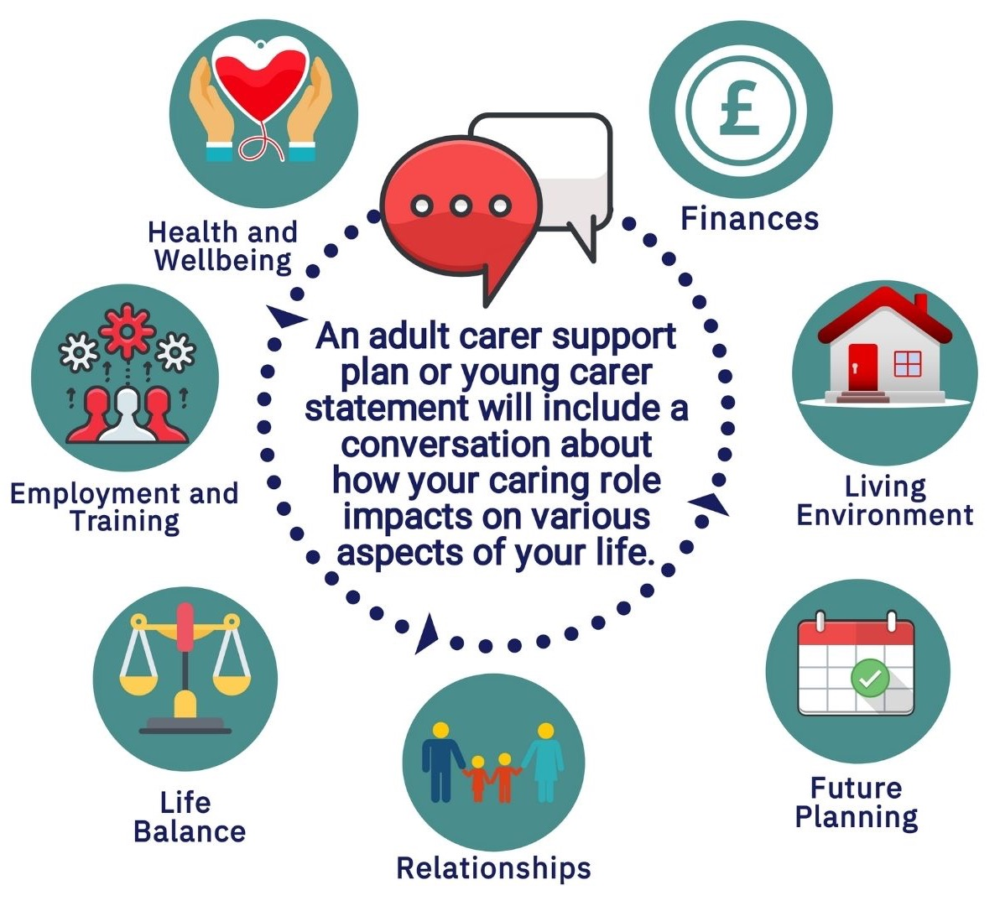 Health and
Wellbeing
£
Finances
An adult carer support
plan or young carer
statement will include a
conversation about
how your caring role
impacts on various
aspects of your life.
Employment and
Training
Living
Environment
Life
Balance
Future
Planning
Relationships